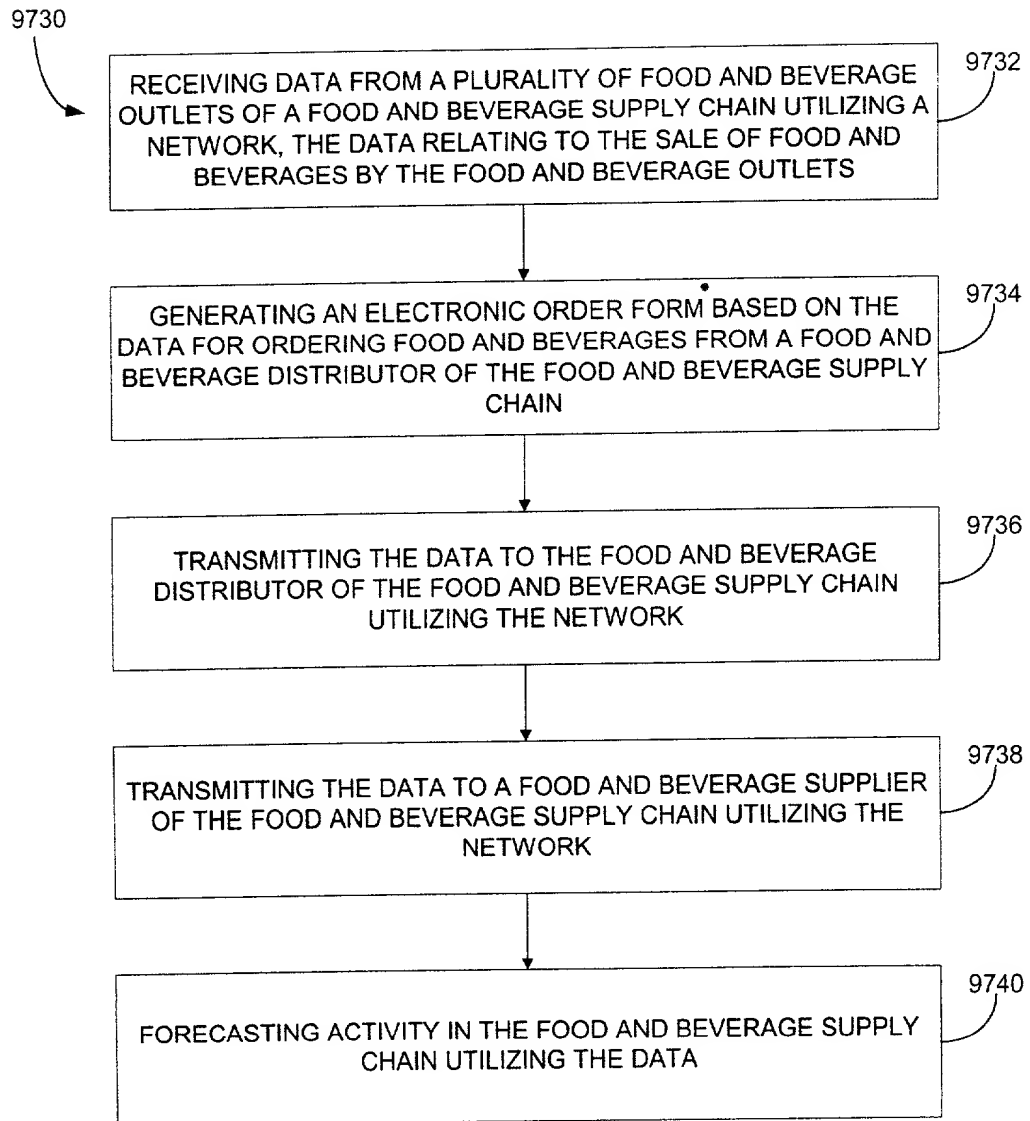 9730
RECEIVING DATA FROM A PLURALITY OF FOOD AND BEVERAGE
OUTLETS OF A FOOD AND BEVERAGE SUPPLY CHAIN UTILIZING A
NETWORK, THE DATA RELATING TO THE SALE OF FOOD AND
BEVERAGES BY THE FOOD AND BEVERAGE OUTLETS
9732
GENERATING AN ELECTRONIC ORDER FORM BASED ON THE
DATA FOR ORDERING FOOD AND BEVERAGES FROM A FOOD AND
BEVERAGE DISTRIBUTOR OF THE FOOD AND BEVERAGE SUPPLY
CHAIN
9734
TRANSMITTING THE DATA TO THE FOOD AND BEVERAGE
DISTRIBUTOR OF THE FOOD AND BEVERAGE SUPPLY CHAIN
UTILIZING THE NETWORK
9736
TRANSMITTING THE DATA TO A FOOD AND BEVERAGE SUPPLIER
OF THE FOOD AND BEVERAGE SUPPLY CHAIN UTILIZING THE
NETWORK
9738
FORECASTING ACTIVITY IN THE FOOD AND BEVERAGE SUPPLY
CHAIN UTILIZING THE DATA
9740